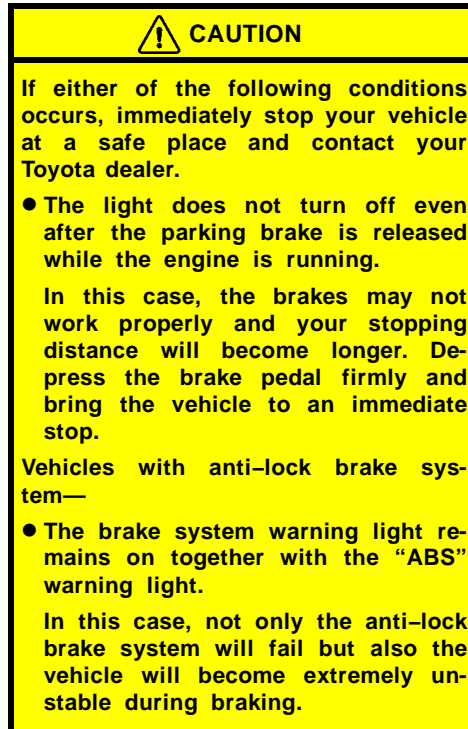 CAUTION
If either of the following conditions
occurs, immediately stop your vehicle
at a safe place and contact your
Toyota dealer.
● The light does not turn off even
after the parking brake is released
while the engine is running.
In this case, the brakes may not
work properly and your stopping
distance will become longer. De-
press the brake pedal firmly and
bring the vehicle to an immediate
stop.
Vehicles with anti–lock brake sys-
tem—
● The brake system warning light re-
mains on together with the “ABS”
warning light.
In this case, not only the anti–lock
brake system will fail but also the
vehicle will become extremely un-
stable during braking.